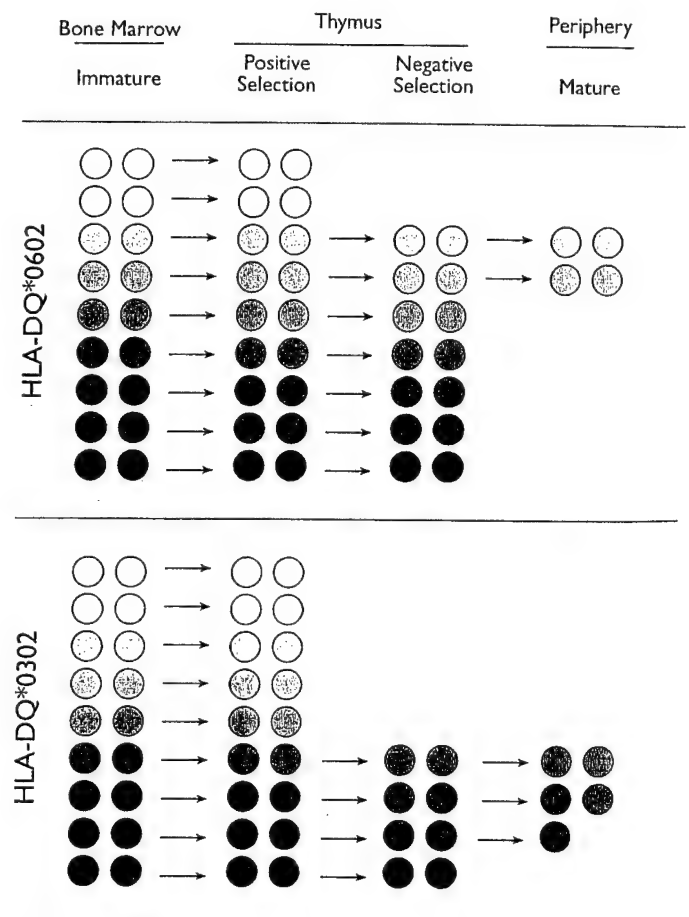 Bone Marrow Thymus Periphery
Immature Positive Selection Negative Selection Mature
HLA-DQ*0602
HLA-DQ*0302